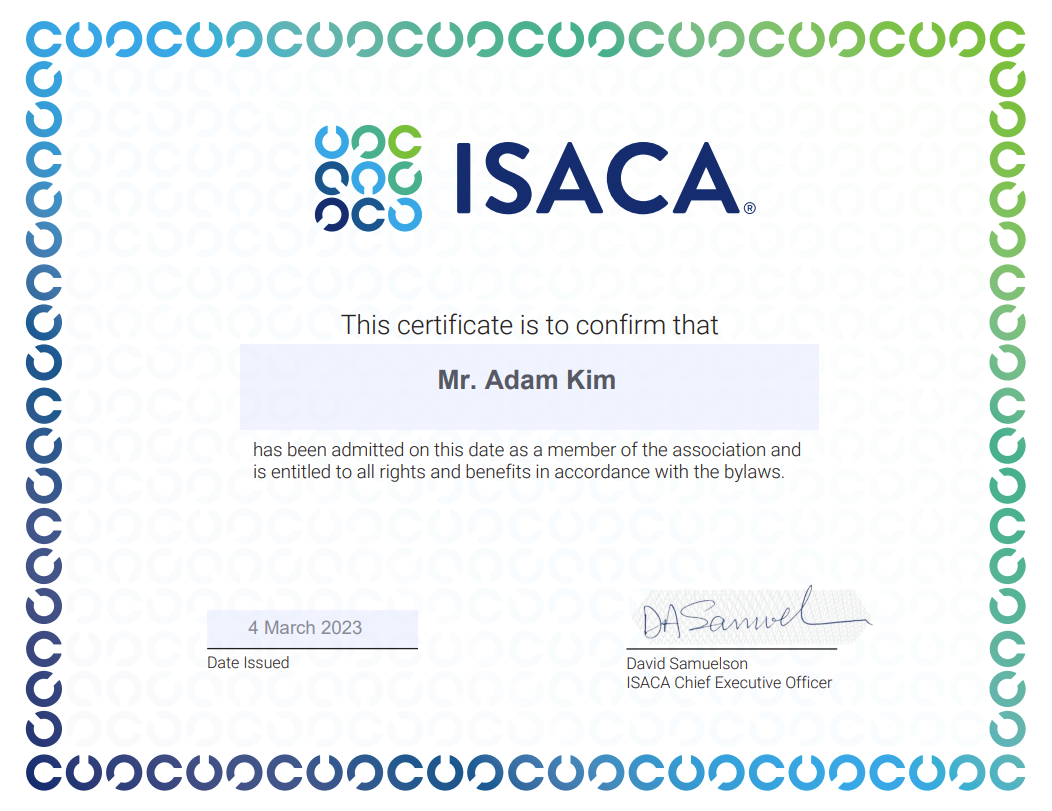 ISACA®
This certificate is to confirm that
Mr. Adam Kim
has been admitted on this date as a member of the association and
is entitled to all rights and benefits in accordance with the bylaws.
4 March 2023
Date Issued
DASamuel
David Samuelson
ISACA Chief Executive Officer